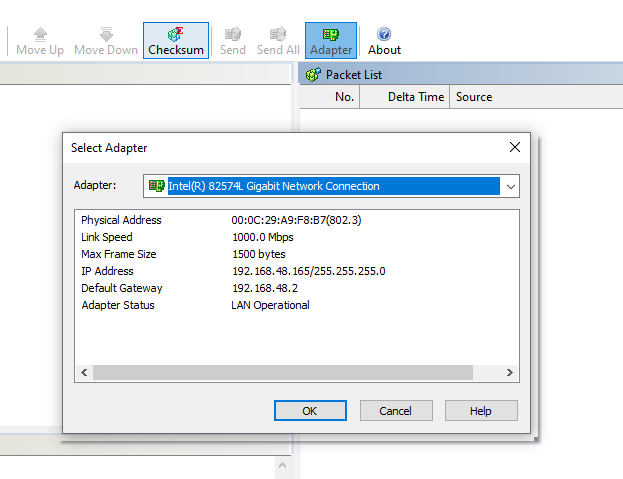 Move Up Move Down Checksum Send Send All Adapter About
Packet List
No. Delta Time Source
Select Adapter
Adapter: Intel(R) 82574L Gigabit Network Connection
Physical Address 00:0C:29:A9:F8:B7(802.3)
Link Speed 1000.0 Mbps
Max Frame Size 1500 bytes
IP Address 192.168.48.165/255.255.255.0
Default Gateway 192.168.48.2
Adapter Status LAN Operational
OK Cancel Help